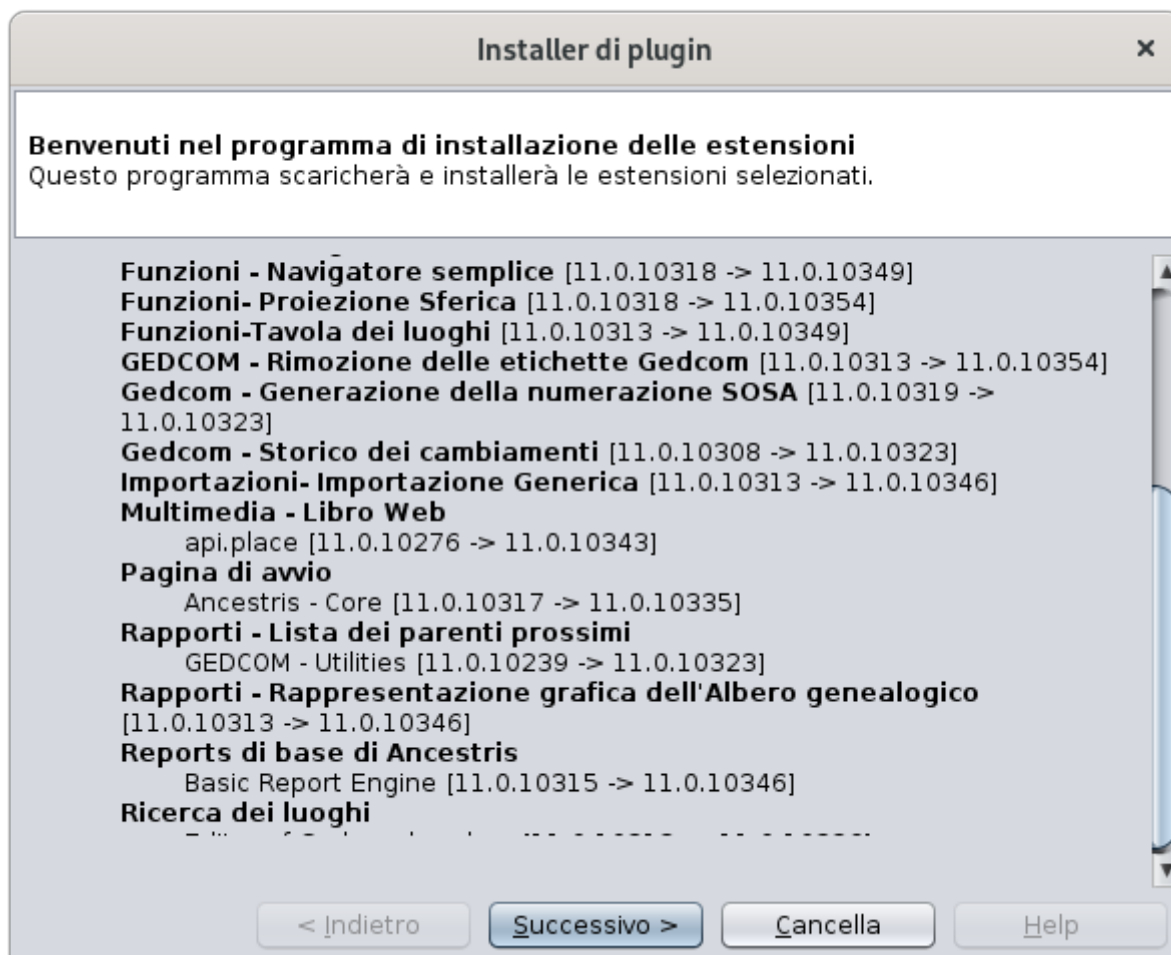 Installer di plugin
×
Benvenuti nel programma di installazione delle estensioni
Questo programma scaricherà e installerà le estensioni selezionati.
Funzioni - Navigatore semplice [11.0.10318 -> 11.0.10349]
Funzioni- Proiezione Sferica [11.0.10318 -> 11.0.10354]
Funzioni-Tavola dei luoghi [11.0.10313 -> 11.0.10349]
GEDCOM - Rimozione delle etichette Gedcom [11.0.10313 -> 11.0.10354]
Gedcom - Generazione della numerazione SOSA [11.0.10319 ->
11.0.10323]
Gedcom - Storico dei cambiamenti [11.0.10308 -> 11.0.10323]
Importazioni- Importazione Generica [11.0.10313 -> 11.0.10346]
Multimedia - Libro Web
api.place [11.0.10276 -> 11.0.10343]
Pagina di avvio
Ancestris - Core [11.0.10317 -> 11.0.10335]
Rapporti - Lista dei parenti prossimi
GEDCOM - Utilities [11.0.10239 -> 11.0.10323]
Rapporti - Rappresentazione grafica dell'Albero genealogico
[11.0.10313 -> 11.0.10346]
Reports di base di Ancestris
Basic Report Engine [11.0.10315 -> 11.0.10346]
Ricerca dei luoghi
< Indietro
Successivo >
Cancella
Help